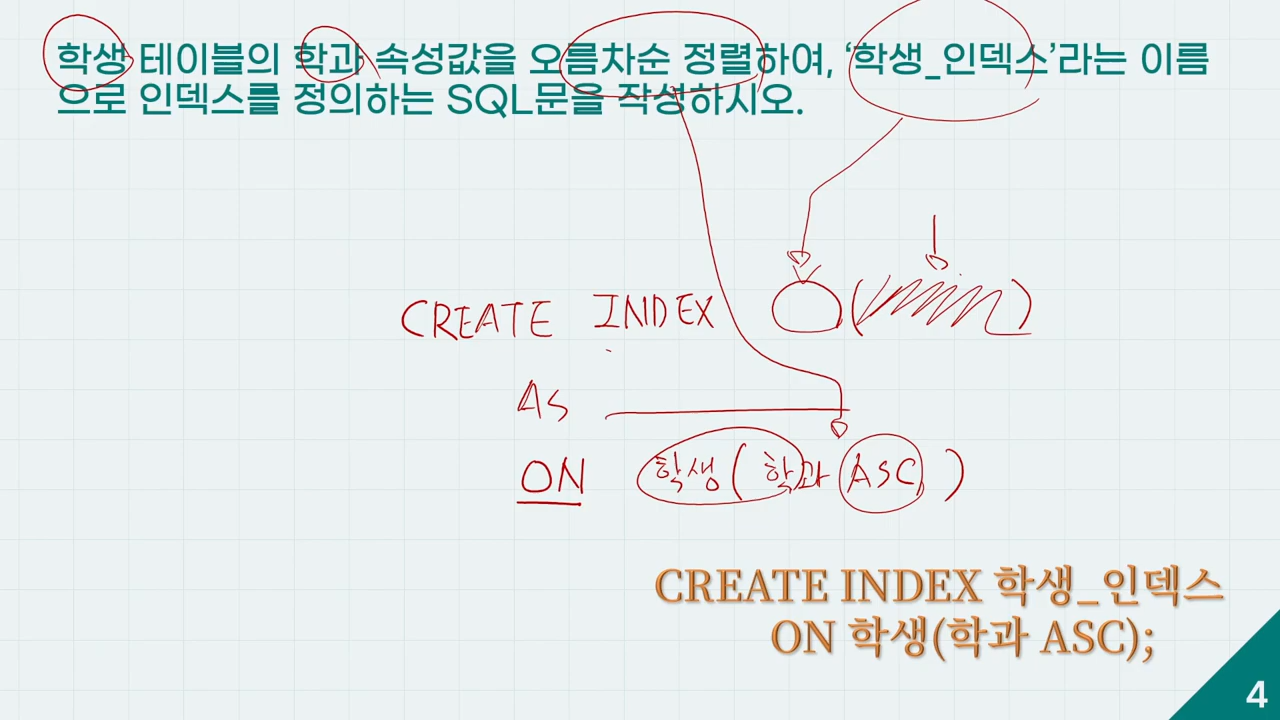 학생 테이블의 학과 속성값을 오름차순 정렬하여, ‘학생_인덱스’라는 이름
으로 인덱스를 정의하는 SQL문을 작성하시오.
CREATE INDEX
AS
ON 학생(학과 ASC)
CREATE INDEX 학생_인덱스
ON 학생(학과 ASC);
4